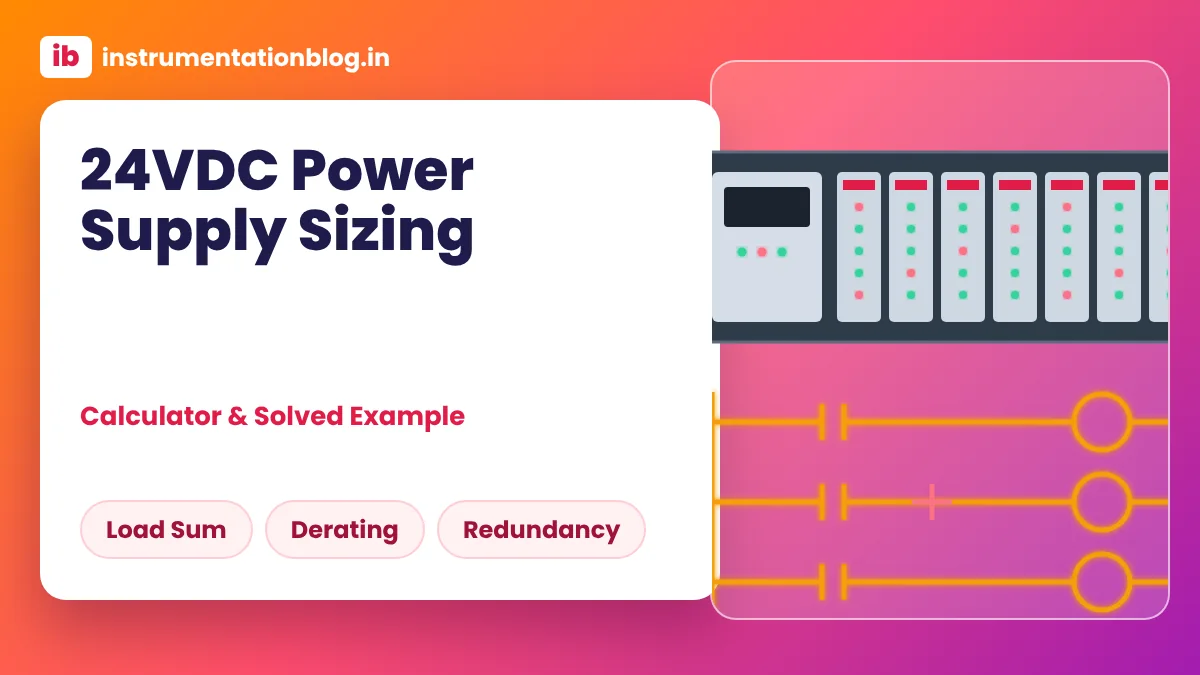 ib instrumentationblog.in
24VDC Power
Supply Sizing
Calculator & Solved Example
Load Sum Derating Redundancy